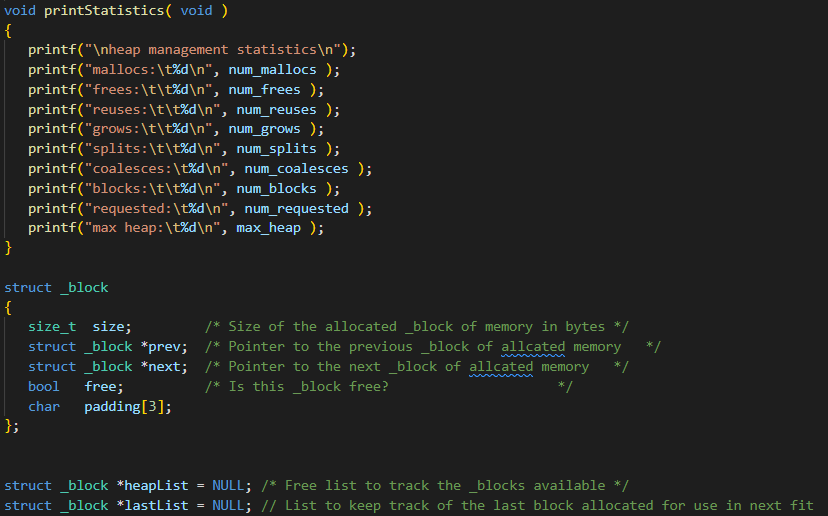 void printStatistics( void )
{
   printf("\nheap management statistics\n");
   printf("mallocs:\t%d\n", num_mallocs );
   printf("frees:\t\t%d\n", num_frees );
   printf("reuses:\t\t%d\n", num_reuses );
   printf("grows:\t\t%d\n", num_grows );
   printf("splits:\t\t%d\n", num_splits );
   printf("coalesces:\t%d\n", num_coalesces );
   printf("blocks:\t\t%d\n", num_blocks );
   printf("requested:\t%d\n", num_requested );
   printf("max heap:\t%d\n", max_heap );
}

struct _block
{
   size_t  size;         /* Size of the allocated _block of memory in bytes */
   struct _block *prev;  /* Pointer to the previous _block of allcated memory   */
   struct _block *next;  /* Pointer to the next _block of allcated memory   */
   bool   free;          /* Is this _block free?                     */
   char   padding[3];
};


struct _block *heapList = NULL; /* Free list to track the _blocks available */
struct _block *lastList = NULL; // List to keep track of the last block allocated for use in next fit